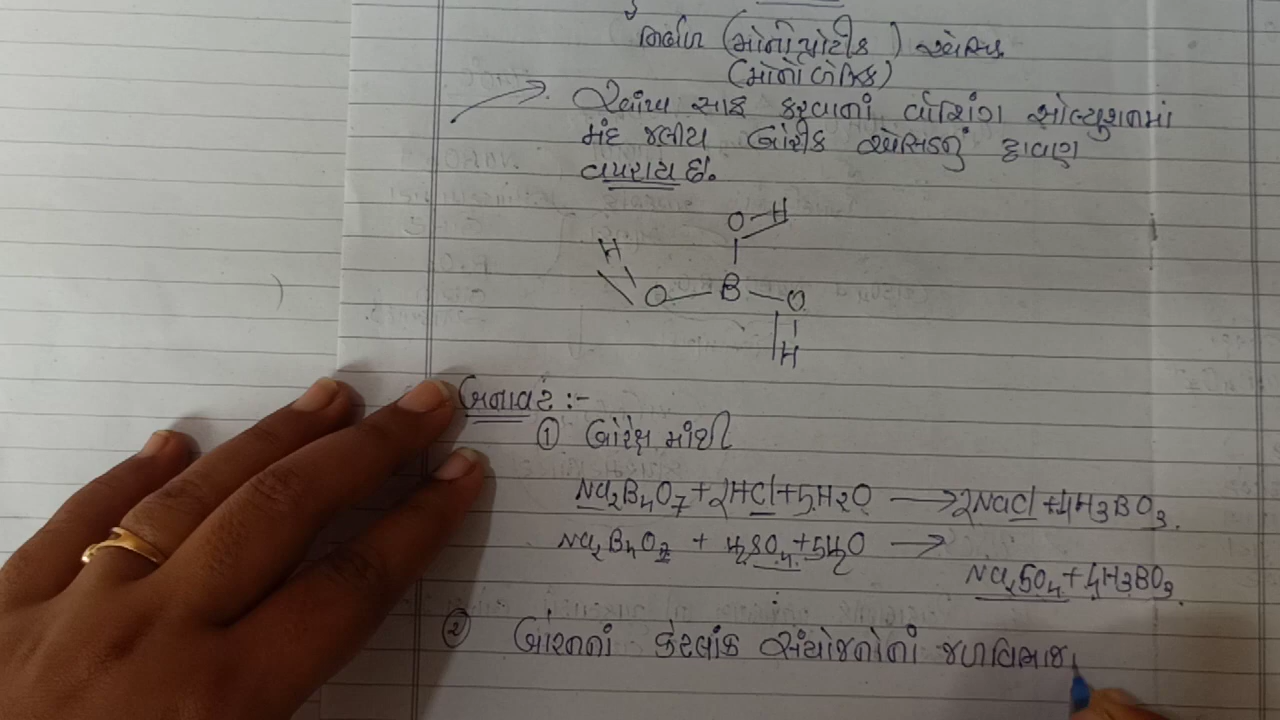 નિર્બળ (મોનોપ્રોટીક) એસિડ
(મોનોબેઝિક)
સાફ કરવાનાં વોશિંગ સોલ્યુશનમાં
મંદ જલીય બોરીક એસિડનું દ્રાવણ
વપરાય છે.
O-H
H
O-B-O
H
બનાવટ :-
① બોરેક્ષ માંથી
Na₂B₄O₇+2HCl+5H₂O → 2NaCl+4H₃BO₃.
Na₂B₄O₇ + H₂SO₄+5H₂O →
Na₂SO₄+4H₃BO₃.
② બોરનનાં કેટલાંક સંયોજનોનાં જળવિભાજ